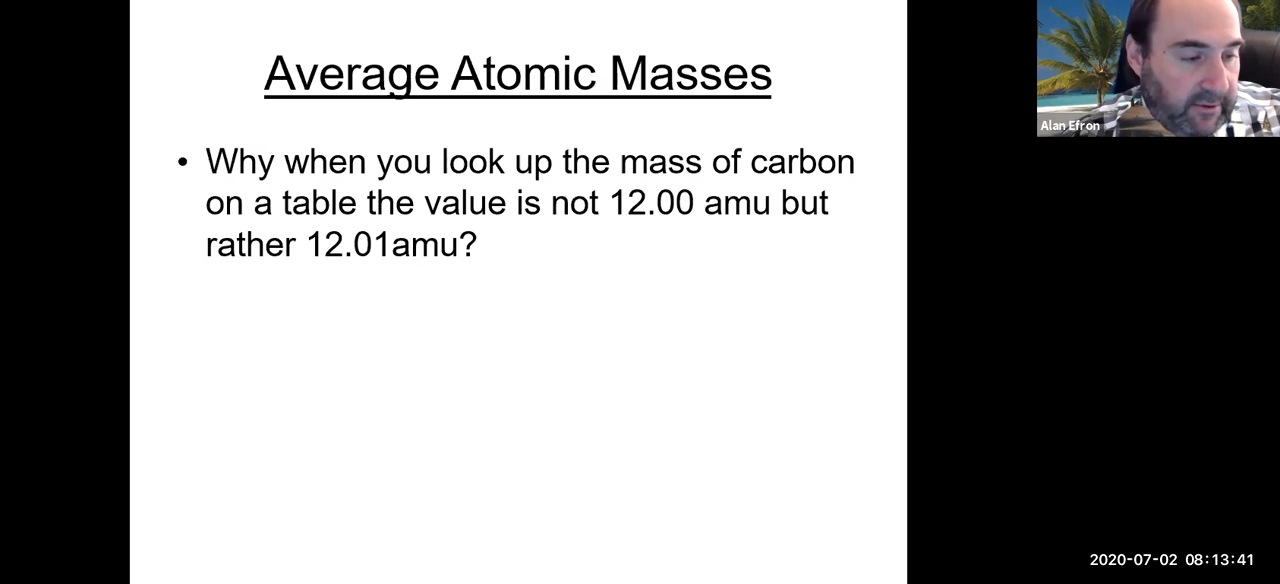 Average Atomic Masses
• Why when you look up the mass of carbon
on a table the value is not 12.00 amu but
rather 12.01amu?
Alan Efron
2020-07-02 08:13:41